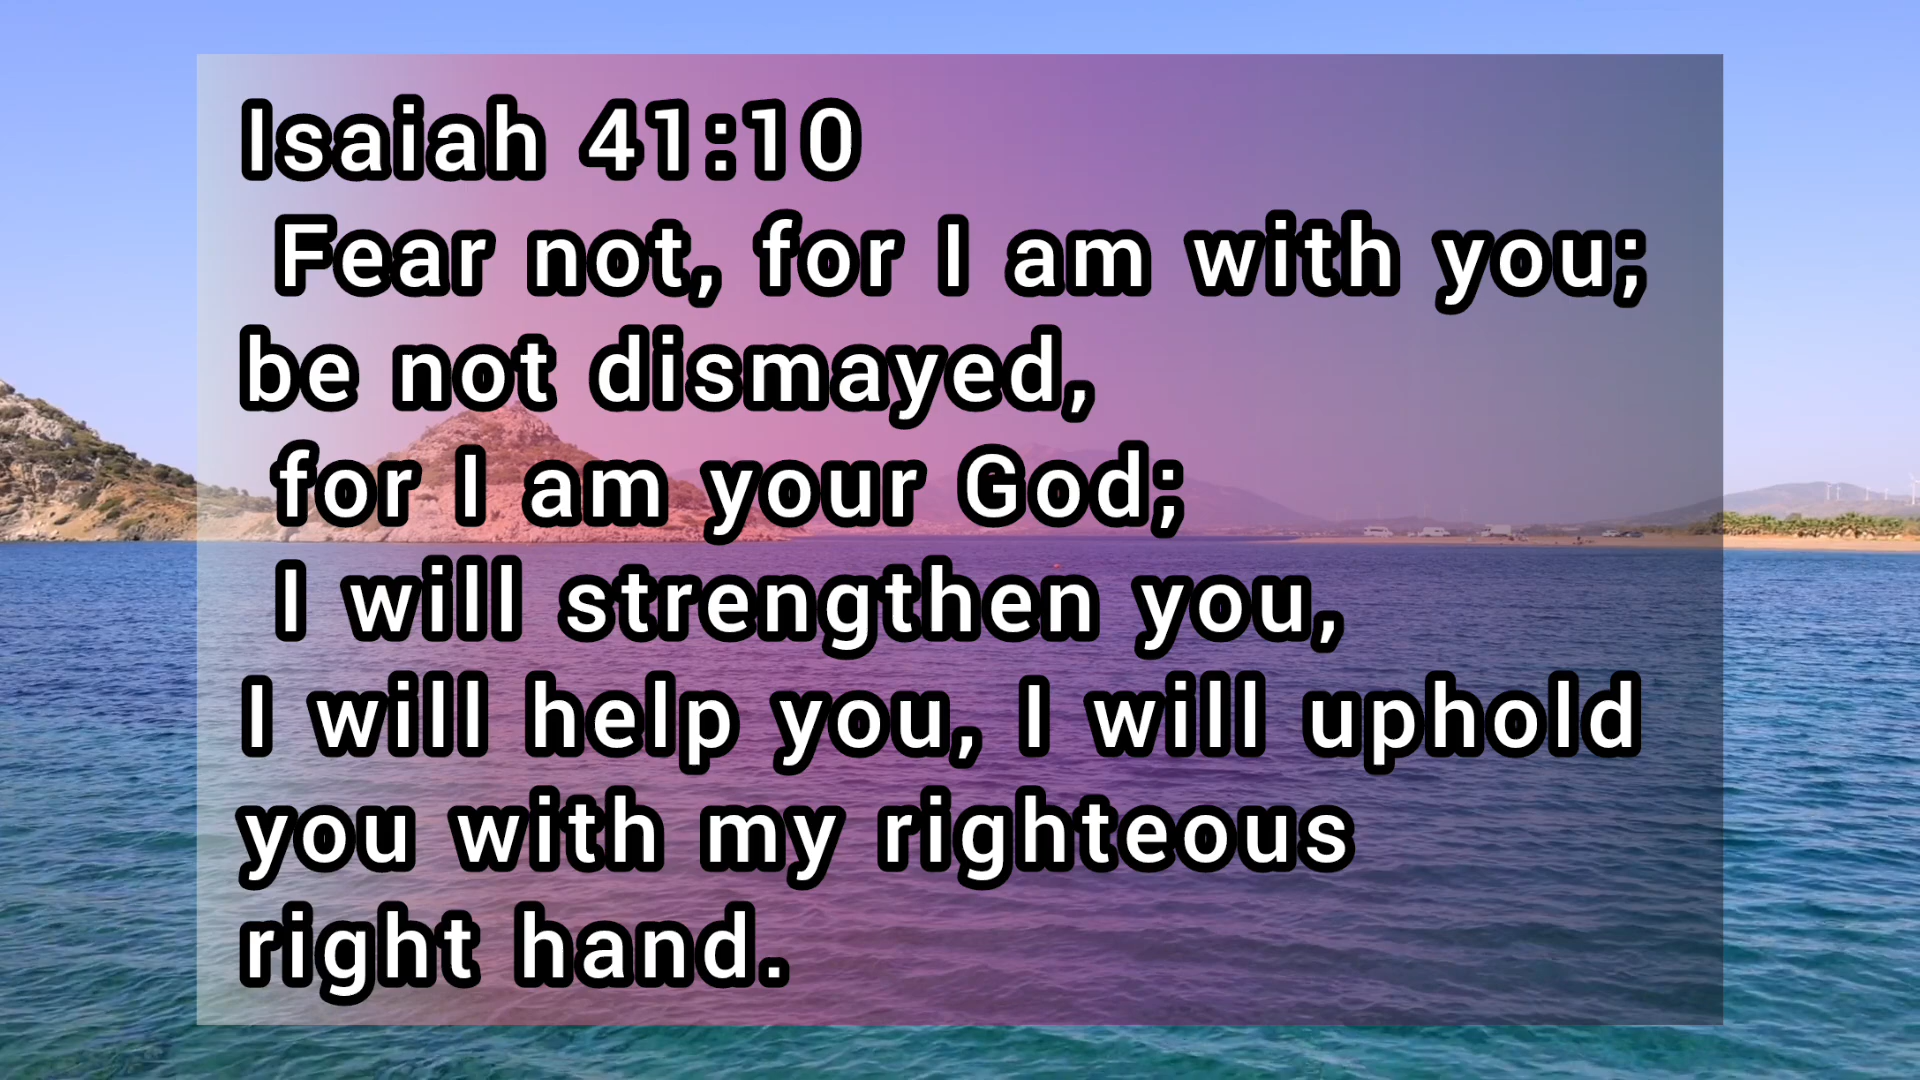 Isaiah 41:10
Fear not, for I am with you;
be not dismayed,
for I am your God;
I will strengthen you,
I will help you, I will uphold
you with my righteous
right hand.